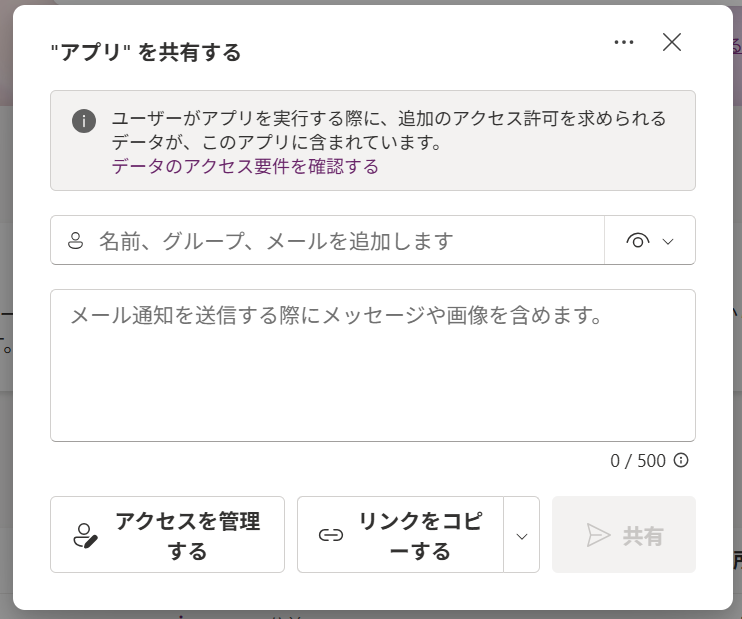 "アプリ" を共有する
ユーザーがアプリを実行する際に、追加のアクセス許可を求められる
データが、このアプリに含まれています。
データのアクセス要件を確認する
名前、グループ、メールを追加します
メール通知を送信する際にメッセージや画像を含めます。
0 / 500
アクセスを管理
する
リンクをコピ
ーする
共有